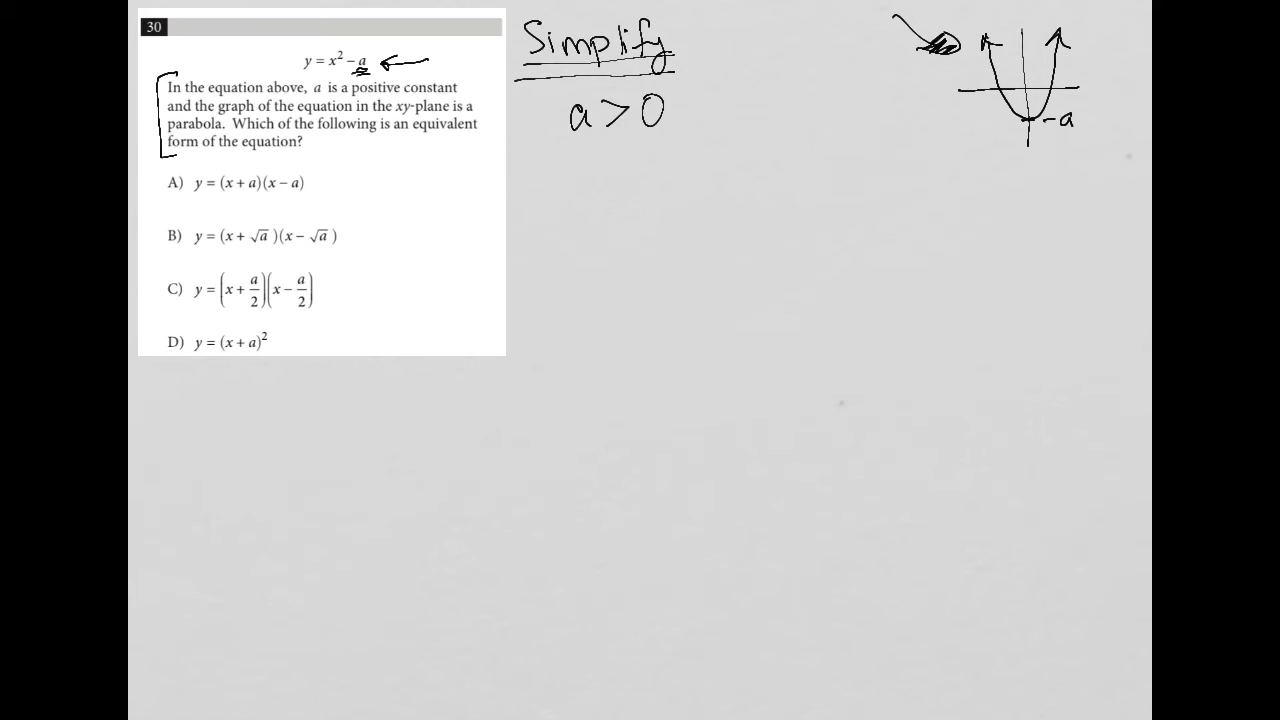 30
y = x² − a
In the equation above, a is a positive constant
and the graph of the equation in the xy-plane is a
parabola. Which of the following is an equivalent
form of the equation?
A) y = (x + a)(x − a)
B) y = (x + √a )(x − √a )
C) y = (x + a/2)(x − a/2)
D) y = (x + a)²
Simplify
a > 0
-a